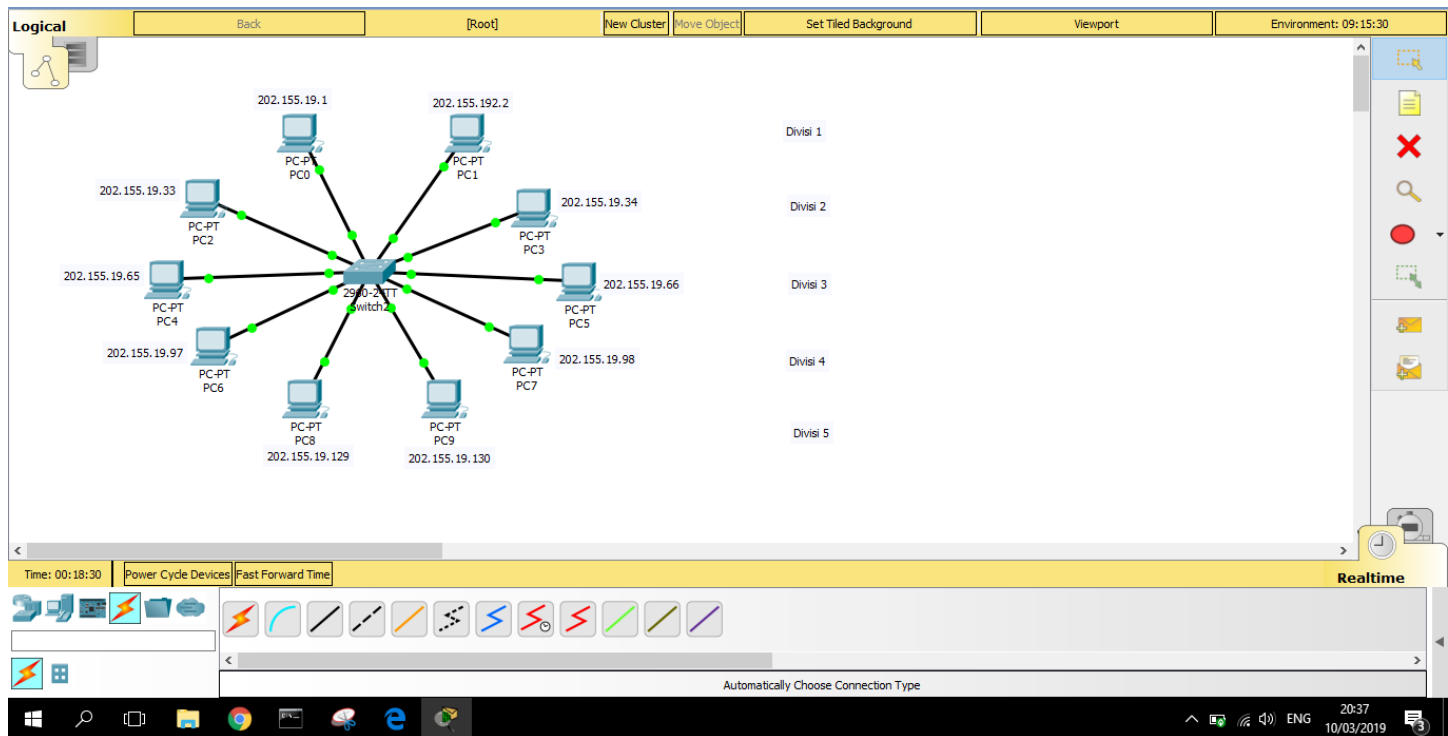 Logical
Back
[Root]
New Cluster
Move Object
Set Tiled Background
Viewport
Environment: 09:15:30
202.155.19.1
202.155.192.2
Divisi 1
PC-PT
PC0
PC-PT
PC1
202.155.19.33
202.155.19.34
Divisi 2
PC-PT
PC2
PC-PT
PC3
202.155.19.65
202.155.19.66
Divisi 3
2960-24TT
Switch2
PC-PT
PC4
PC-PT
PC5
202.155.19.97
202.155.19.98
Divisi 4
PC-PT
PC6
PC-PT
PC7
PC-PT
PC8
PC-PT
PC9
Divisi 5
202.155.19.129
202.155.19.130
Time: 00:18:30
Power Cycle Devices
Fast Forward Time
Realtime
Automatically Choose Connection Type
ENG
20:37
10/03/2019
3